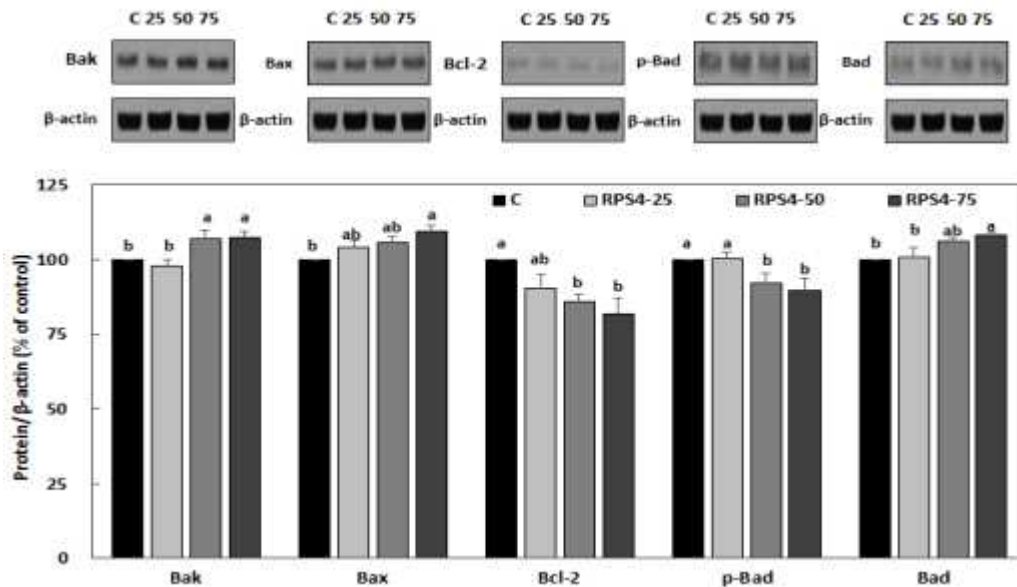 C 25 50 75 C 25 50 75 C 25 50 75 C 25 50 75 C 25 50 75
Bak Bax Bcl-2 p-Bad Bad
β-actin β-actin β-actin β-actin β-actin
125
C RPS4-25 RPS4-50 RPS4-75
b b a a b ab ab a a ab b b a a b b b b ab a
100
75
50
25
0
Protein/β-actin (% of control)
Bak Bax Bcl-2 p-Bad Bad